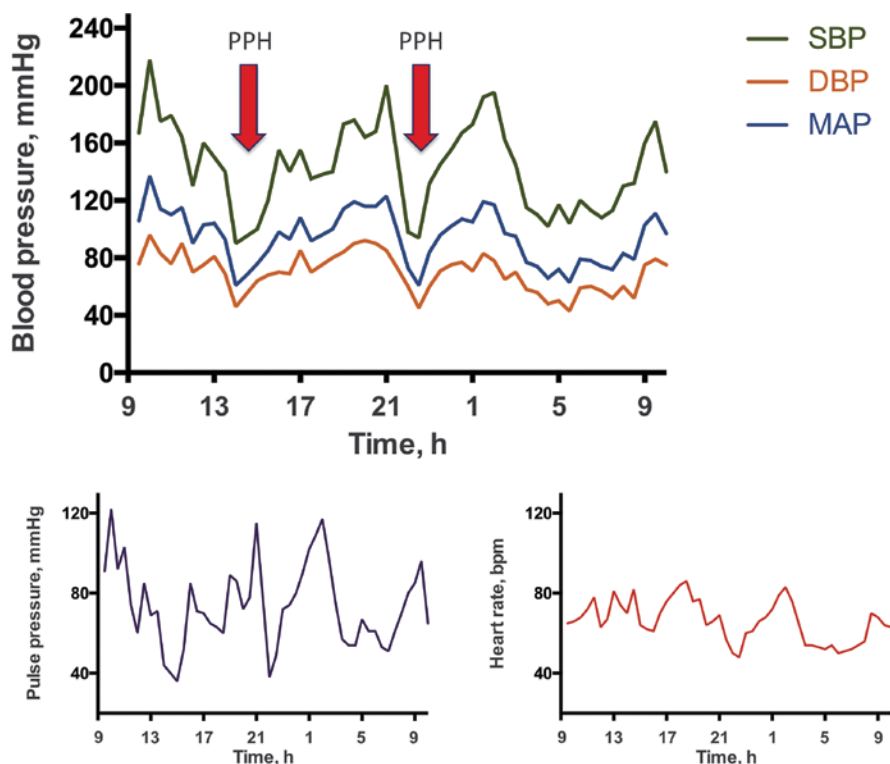 240
200
160
120
80
40
0
Blood pressure, mmHg
PPH
PPH
SBP
DBP
MAP
9 13 17 21 1 5 9
Time, h
120
80
40
Pulse pressure, mmHg
9 13 17 21 1 5 9
Time, h
120
80
40
Heart rate, bpm
9 13 17 21 1 5 9
Time, h